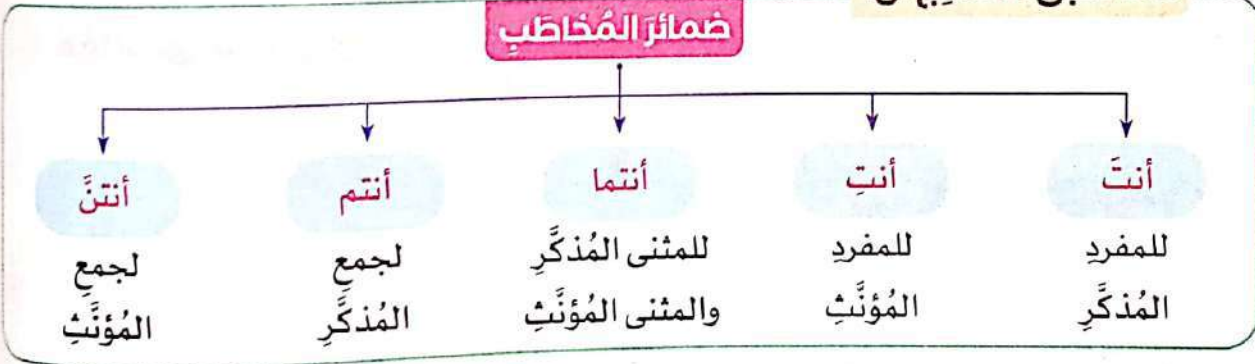 ضمائرَ المُخاطَبِ
أنتَ
للمفردِ
المُذكَّرِ
أنتِ
للمفردِ
المُؤنَّثِ
أنتما
للمثنى المُذكَّرِ
والمثنى المُؤنَّثِ
أنتم
لجمعِ
المُذكَّرِ
أنتنَّ
لجمعِ
المُؤنَّثِ